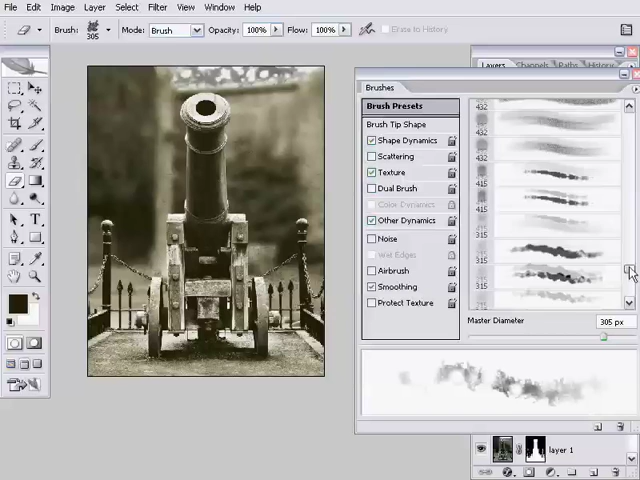 File Edit Image Layer Select Filter View Window Help
Brush: 305 Mode: Brush Opacity: 100% Flow: 100% Erase to History
Layers Channels Paths History
Brushes
Brush Presets
Brush Tip Shape
Shape Dynamics
Scattering
Texture
Dual Brush
Color Dynamics
Other Dynamics
Noise
Wet Edges
Airbrush
Smoothing
Protect Texture
432
432
432
415
415
415
315
315
Master Diameter 305 px
layer 1